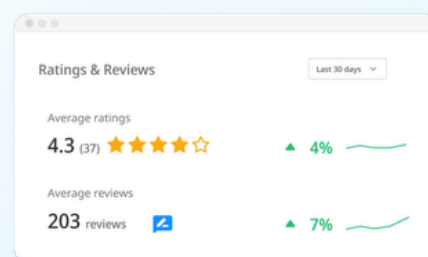 Ratings & Reviews
Last 30 days
Average ratings
4.3 (37)
4%
Average reviews
203 reviews
7%